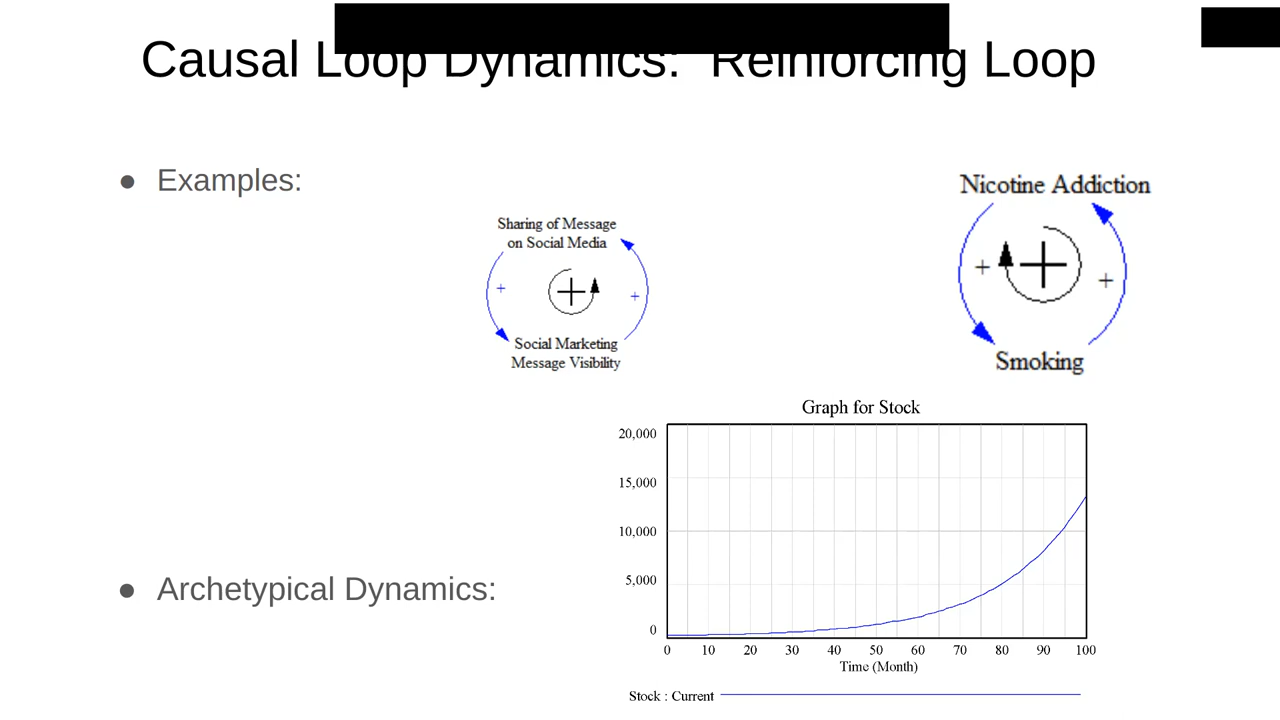 Causal Loop Dynamics: Reinforcing Loop
● Examples:
Sharing of Message
on Social Media
+
+
+
Social Marketing
Message Visibility
Nicotine Addiction
+
+
+
Smoking
Graph for Stock
20,000
15,000
10,000
5,000
0
0 10 20 30 40 50 60 70 80 90 100
Time (Month)
Stock : Current
● Archetypical Dynamics: